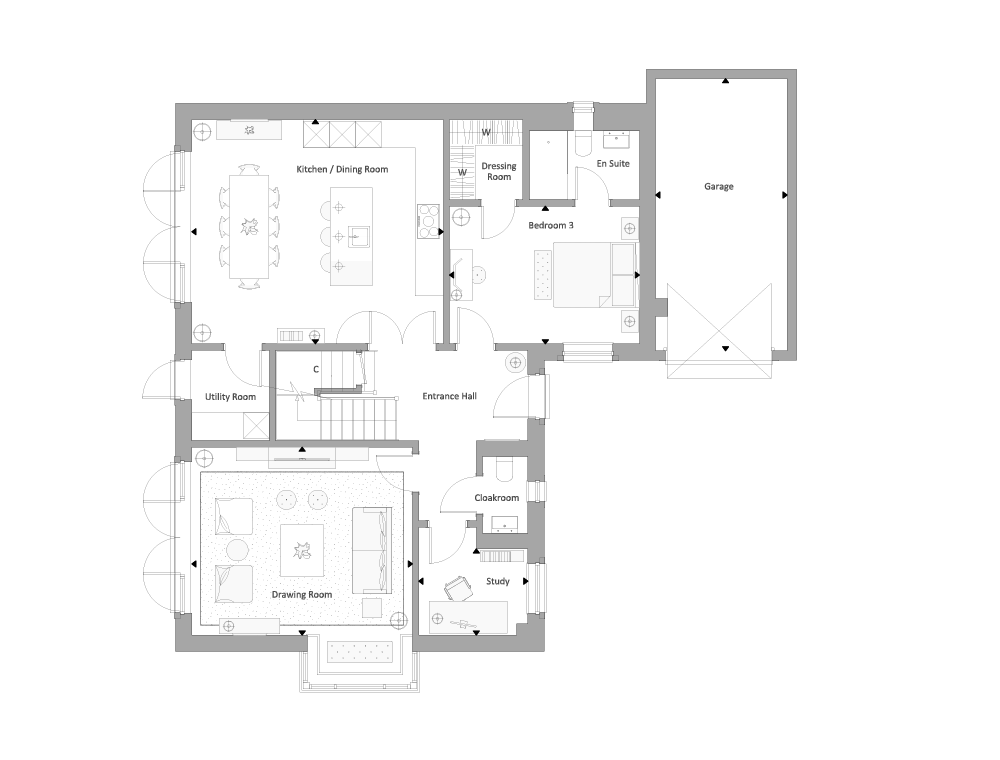 W
Kitchen / Dining Room
En Suite
Dressing
Room
W
Garage
Bedroom 3
C
Utility Room
Entrance Hall
Cloakroom
Study
Drawing Room